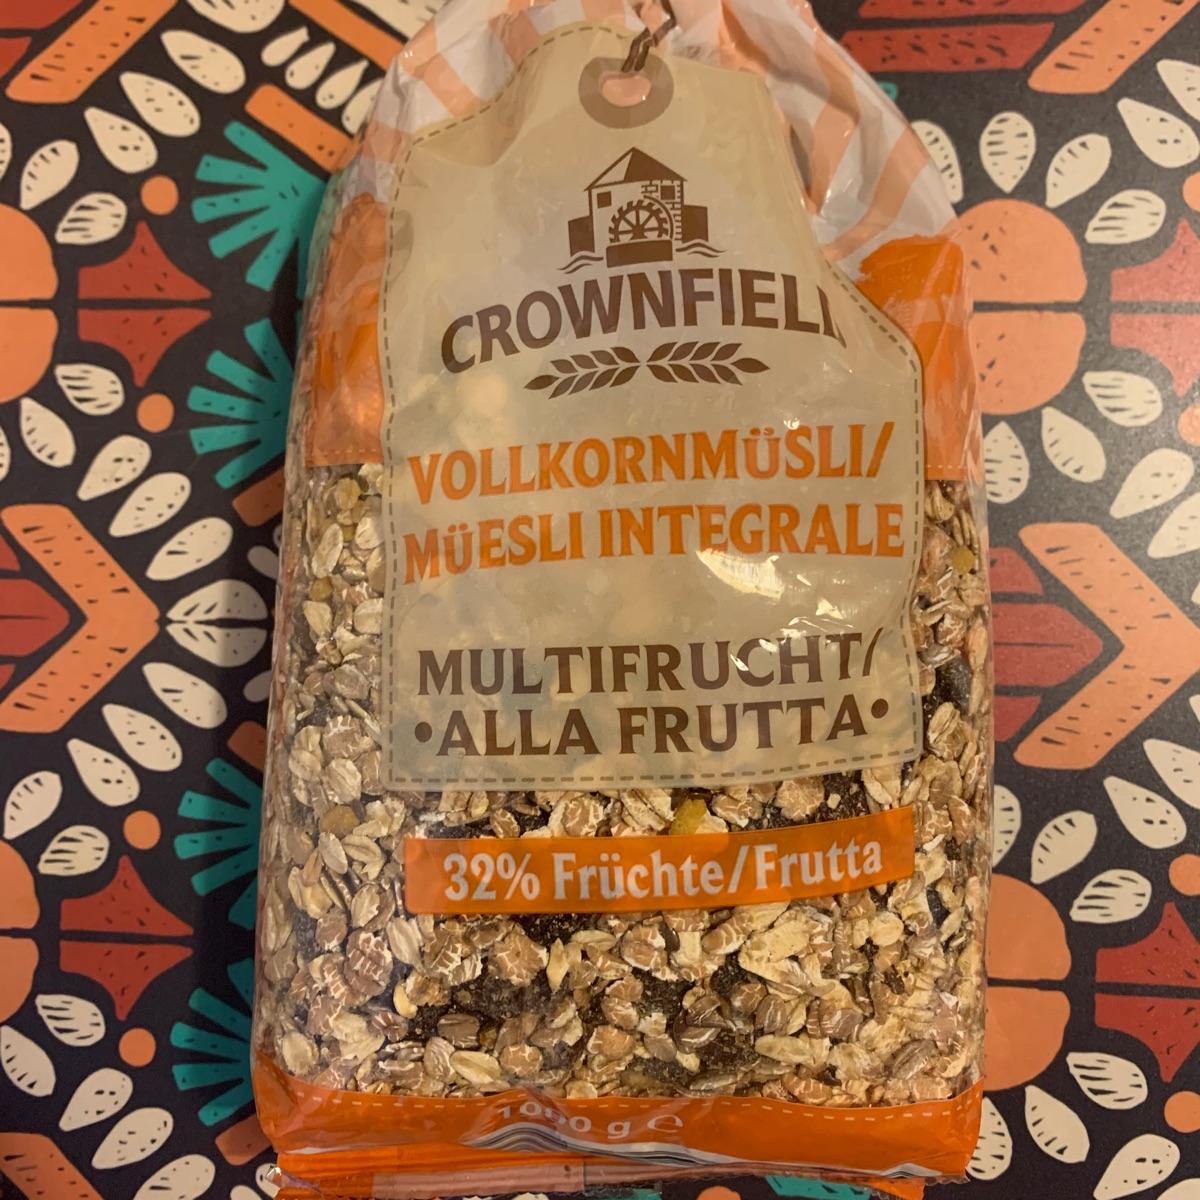 CROWNFIEL
VOLLKORNMÜSLI/
MÜESLI INTEGRALE
MULTIFRUCHT/
•ALLA FRUTTA•
32% Früchte/Frutta
g ℮